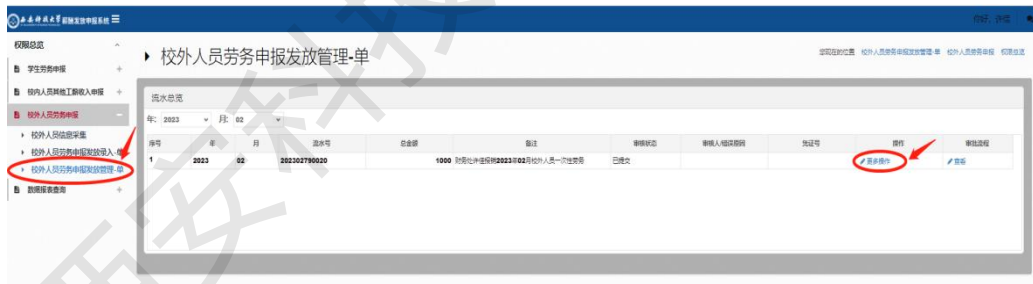 西安科技大学 薪酬发放申报系统
你好，许佳
权限总览
学生劳务申报
校内人员其他工薪收入申报
校外人员劳务申报
校外人员信息采集
校外人员劳务申报发放录入-单
校外人员劳务申报发放管理-单
数据报表查询
校外人员劳务申报发放管理-单
您现在的位置 校外人员劳务申报发放管理-单 校外人员劳务申报 权限总览
流水总览
年: 2023 月: 02
序号 年 月 流水号 总金额 备注 审核状态 审核人/错误原因 凭证号 操作 审批流程
1 2023 02 202302790020 1000 财务处许佳报销2023年02月校外人员一次性劳务 已提交 更多操作 查看
西安科技